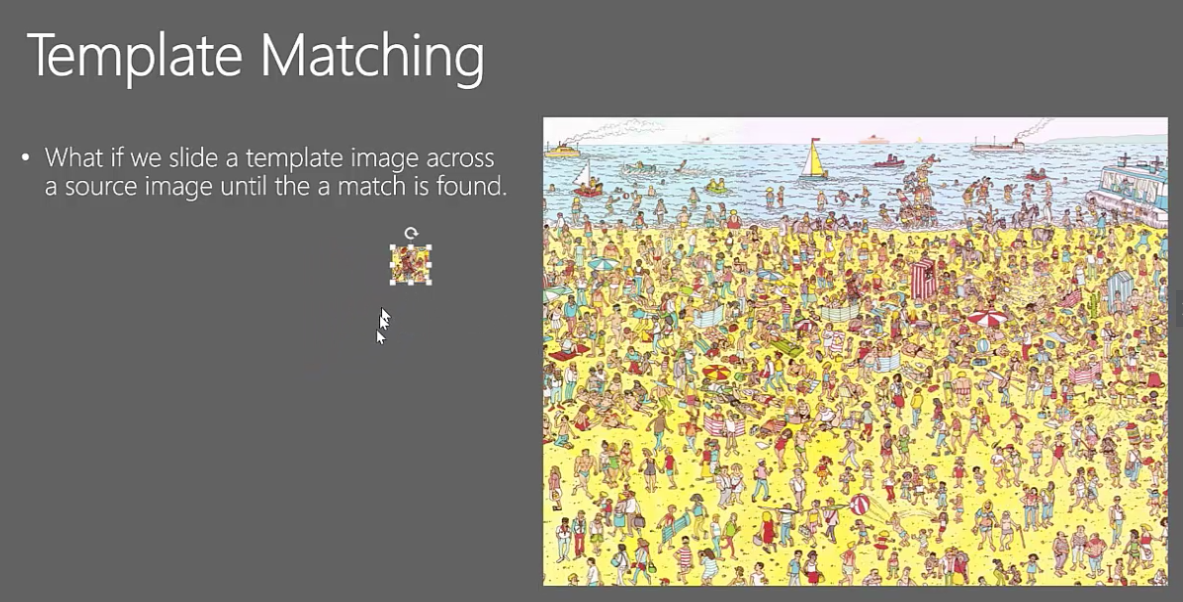 Template Matching
• What if we slide a template image across
a source image until the a match is found.